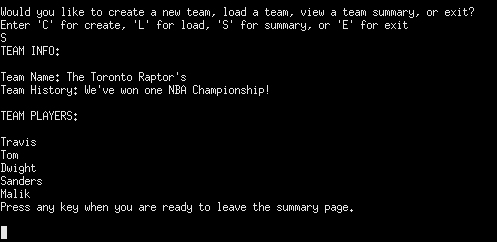 Would you like to create a new team, load a team, view a team summary, or exit?
Enter 'C' for create, 'L' for load, 'S' for summary, or 'E' for exit
S
TEAM INFO:
Team Name: The Toronto Raptor's
Team History: We've won one NBA Championship!
TEAM PLAYERS:
Travis
Tom
Dwight
Sanders
Malik
Press any key when you are ready to leave the summary page.